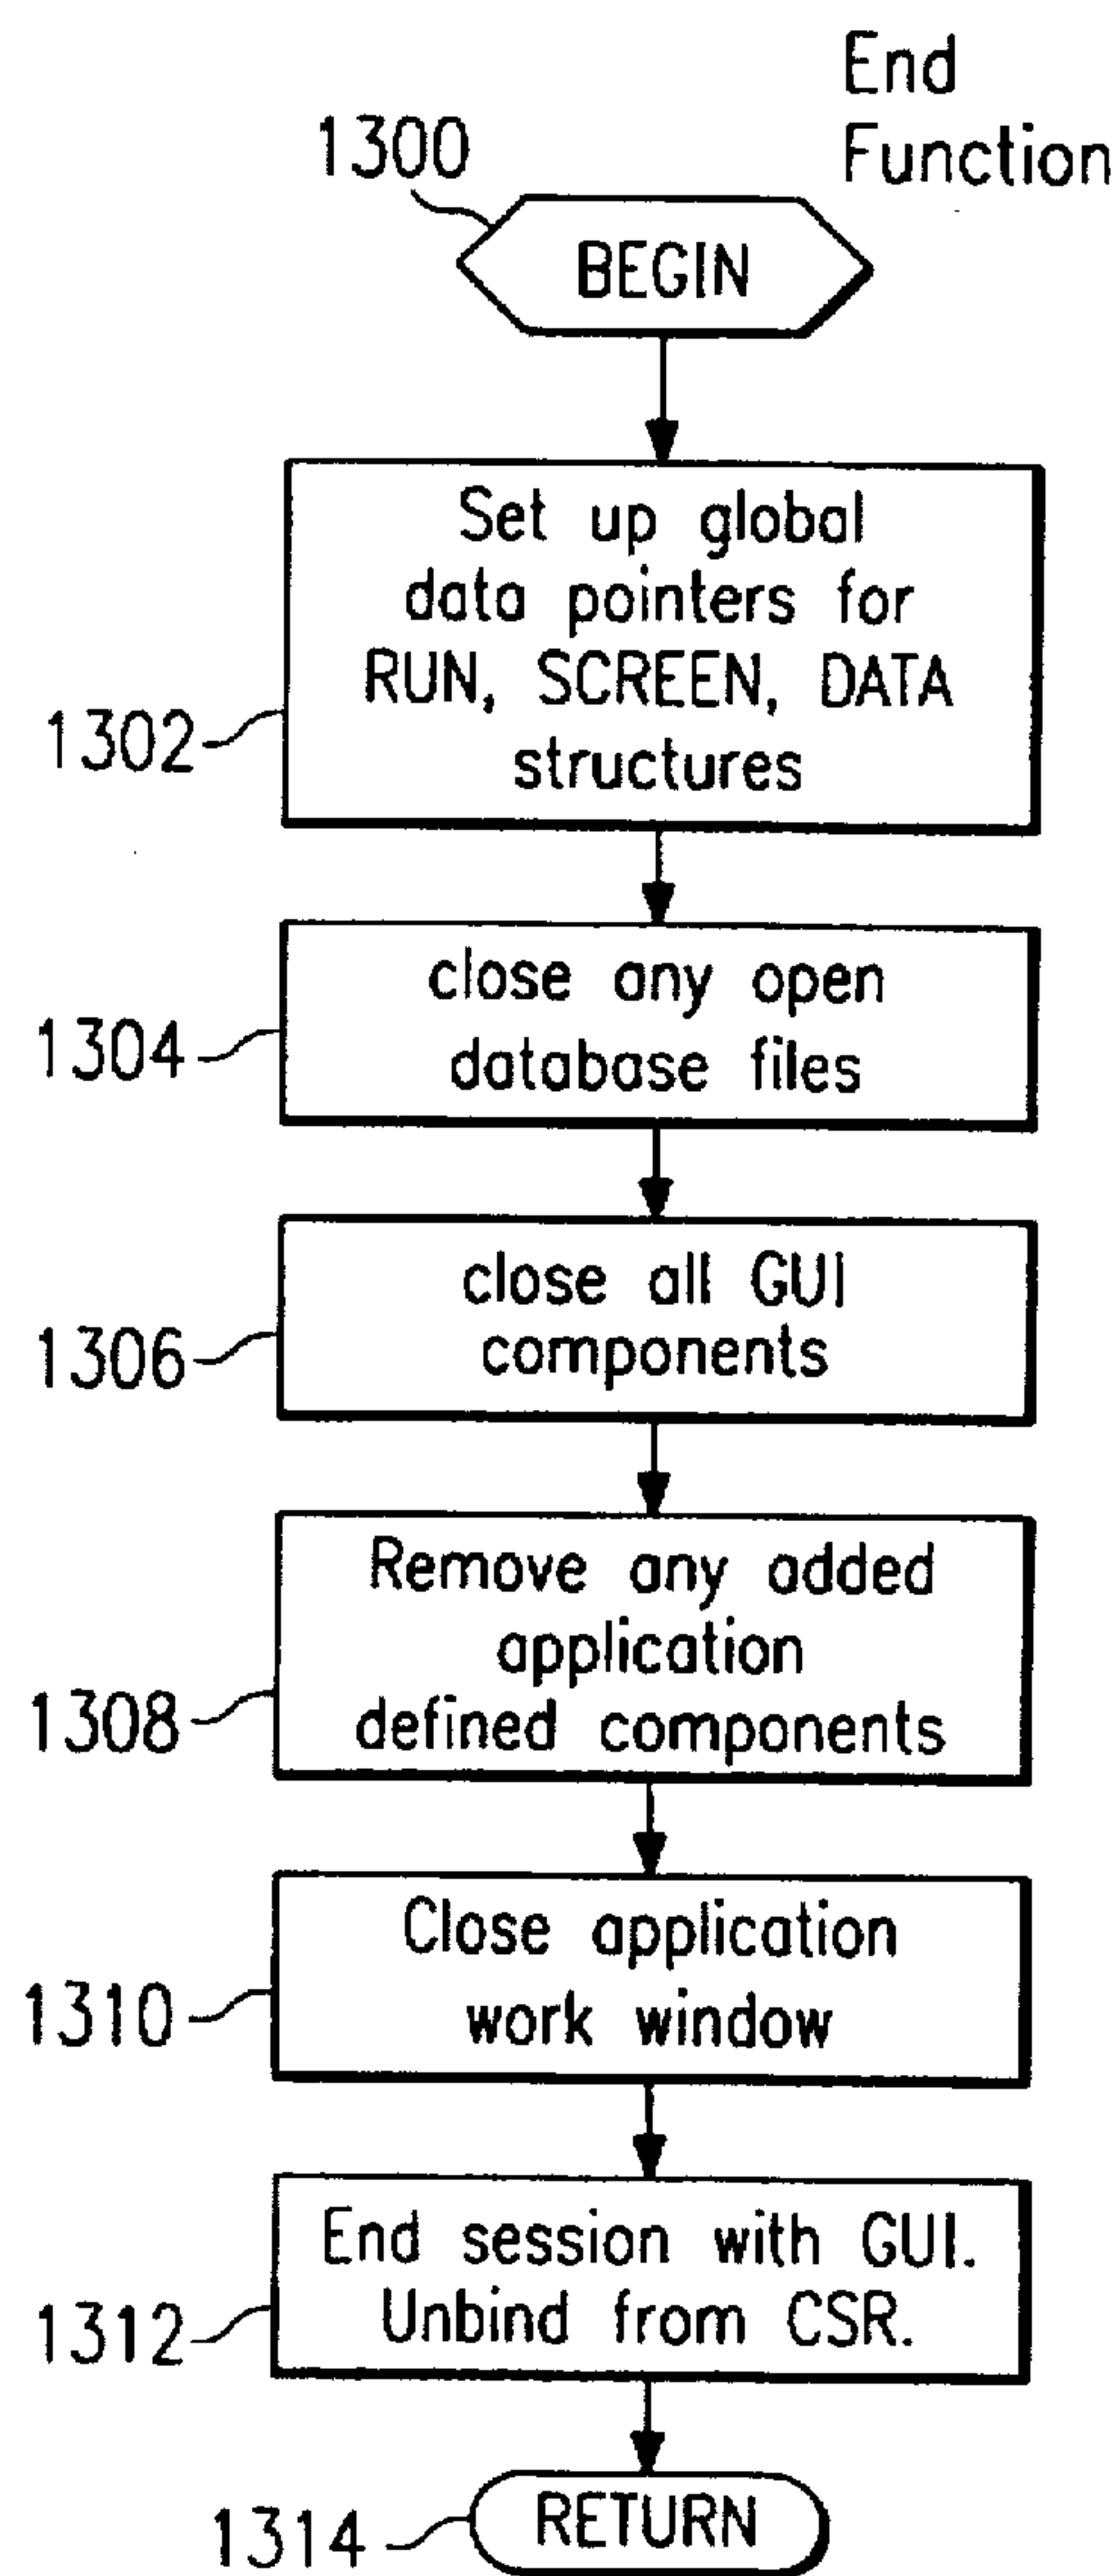 End
Function
1300
BEGIN
Set up global
data pointers for
RUN, SCREEN, DATA
structures
1302
close any open
database files
1304
close all GUI
components
1306
Remove any added
application
defined components
1308
Close application
work window
1310
End session with GUI.
Unbind from CSR.
1312
RETURN
1314